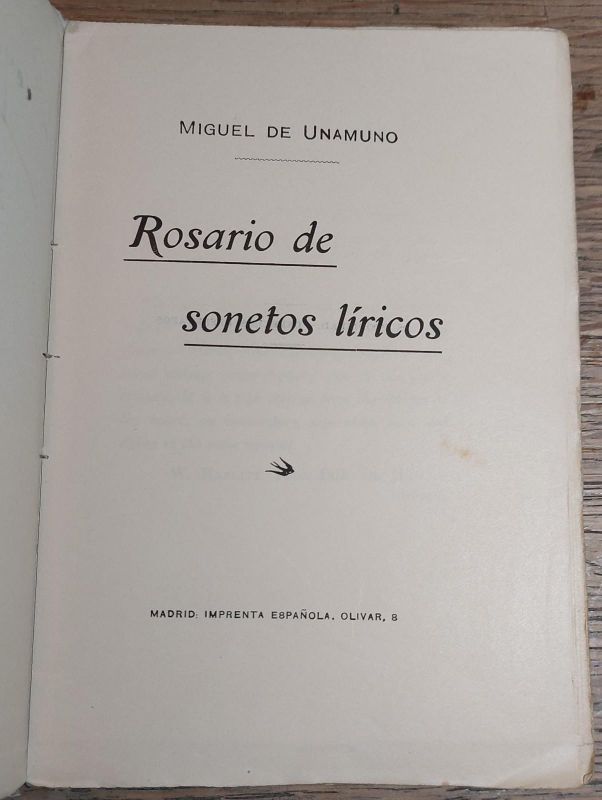 MIGUEL DE UNAMUNO
Rosario de
sonetos líricos
MADRID: IMPRENTA ESPAÑOLA, OLIVAR, 8